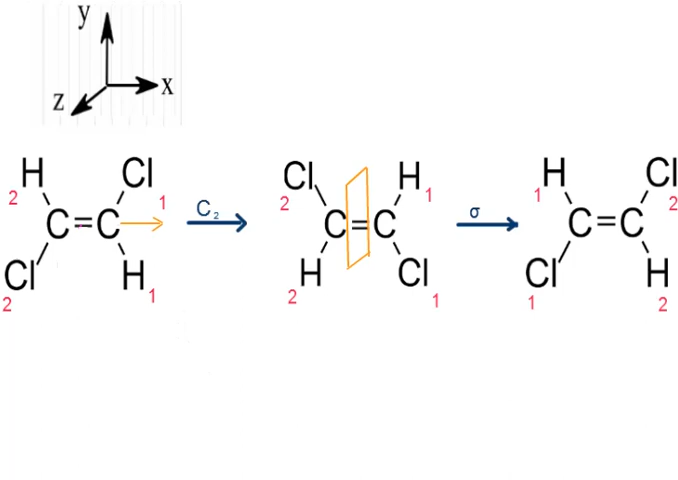 y
x
z
H Cl H Cl
2 1 Cl H 1 1 2
C=C C₂ 2 C=C σ C=C
Cl H H Cl Cl H
2 1 2 1 1 2